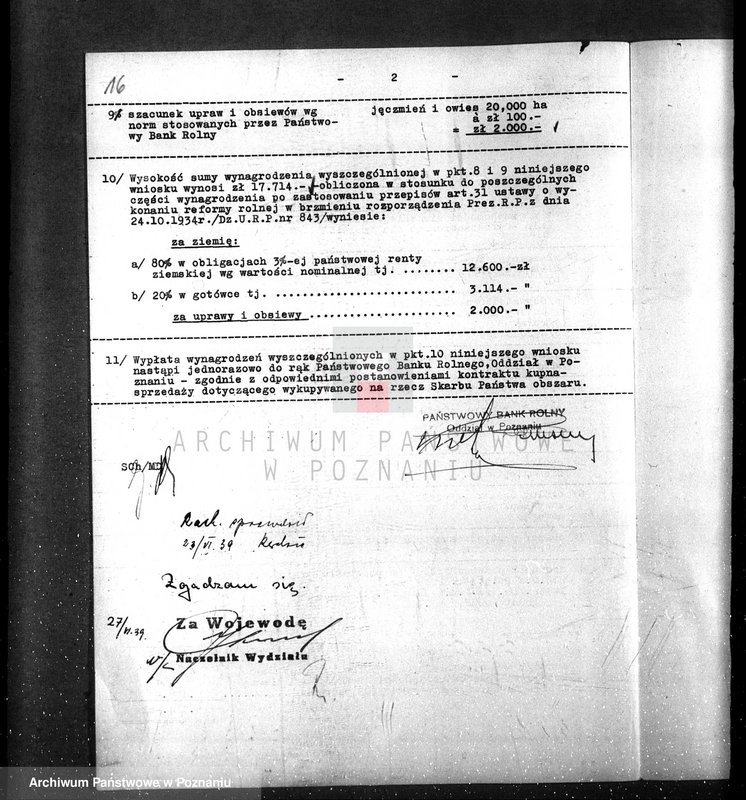 16
- 2 -
9/ szacunek upraw i obsiewów wg jęczmień i owies 20,000 ha
norm stosowanych przez Państwo- à zł 100.-
wy Bank Rolny = zł 2.000.-
10/ Wysokość sumy wynagrodzenia wyszczególnionej w pkt.8 i 9 niniejszego
wniosku wynosi zł 17.714.- obliczona w stosunku do poszczególnych
części wynagrodzenia po zastosowaniu przepisów art.31 ustawy o wy-
konaniu reformy rolnej w brzmieniu rozporządzenia Prez.R.P.z dnia
24.10.1934r./Dz.U.R.P.nr 843/wyniesie:
za ziemię:
a/ 80% w obligacjach 3%-ej państwowej renty
ziemskiej wg wartości nominalnej tj. ........ 12.600.-zł
b/ 20% w gotówce tj. ........................... 3.114.- "
za uprawy i obsiewy ...................... 2.000.- "
11/ Wypłata wynagrodzeń wyszczególnionych w pkt.10 niniejszego wniosku
nastąpi jednorazowo do rąk Państwowego Banku Rolnego,Oddział w Po-
znaniu - zgodnie z odpowiednimi postanowieniami kontraktu kupna-
sprzedaży dotyczącego wykupywanego na rzecz Skarbu Państwa obszaru.
PAŃSTWOWY BANK ROLNY
Oddział w Poznaniu
ARCHIWUM PAŃSTWOWE
W POZNANIU
SCh/MD
Rach. sprawdził
23/VI.39
Zgadzam się.
27/VI.39.
Za Wojewodę
w/z Naczelnik Wydziału
Archiwum Państwowe w Poznaniu